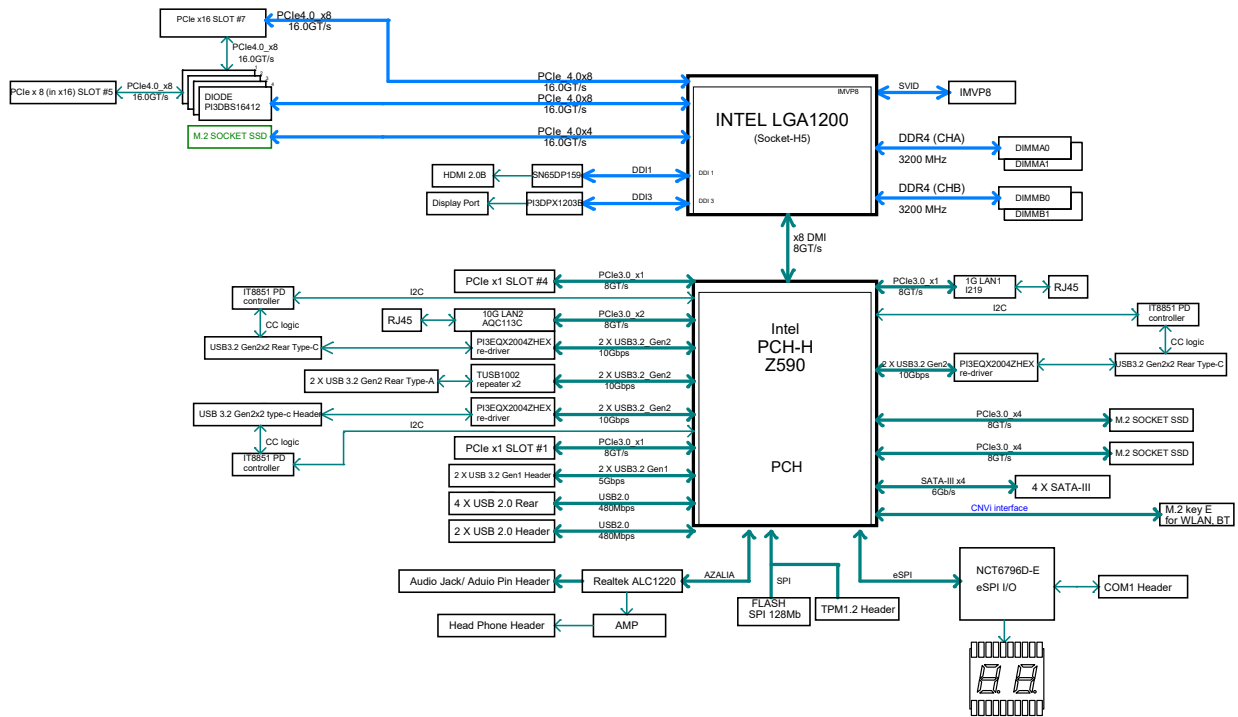 PCIe x16 SLOT #7
PCIe4.0_x8
16.0GT/s
PCIe4.0_x8
16.0GT/s
PCIe x 8 (in x16) SLOT #5
PCIe4.0_x8
16.0GT/s
1
2
3
4
DIODE
PI3DBS16412
M.2 SOCKET SSD
PCIe_4.0x8
16.0GT/s
PCIe_4.0x8
16.0GT/s
PCIe_4.0x4
16.0GT/s
HDMI 2.0B
SN65DP159
DDI1
Display Port
PI3DPX1203B
DDI3
IMVP8
INTEL LGA1200
(Socket-H5)
DDI 1
DDI 3
SVID
IMVP8
DDR4 (CHA)
3200 MHz
DIMMA0
DIMMA1
DDR4 (CHB)
3200 MHz
DIMMB0
DIMMB1
x8 DMI
8GT/s
PCIe x1 SLOT #4
PCIe3.0_x1
8GT/s
IT8851 PD
controller
I2C
CC logic
RJ45
10G LAN2
AQC113C
PCIe3.0_x2
8GT/s
USB3.2 Gen2x2 Rear Type-C
PI3EQX2004ZHEX
re-driver
2 X USB3.2_Gen2
10Gbps
2 X USB 3.2 Gen2 Rear Type-A
TUSB1002
repeater x2
2 X USB3.2_Gen2
10Gbps
USB 3.2 Gen2x2 type-c Header
PI3EQX2004ZHEX
re-driver
2 X USB3.2_Gen2
10Gbps
I2C
CC logic
IT8851 PD
controller
PCIe x1 SLOT #1
PCIe3.0_x1
8GT/s
2 X USB 3.2 Gen1 Header
2 X USB3.2 Gen1
5Gbps
4 X USB 2.0 Rear
USB2.0
480Mbps
2 X USB 2.0 Header
USB2.0
480Mbps
Intel
PCH-H
Z590
PCH
PCIe3.0_x1
8GT/s
1G LAN1
I219
RJ45
I2C
IT8851 PD
controller
CC logic
2 X USB3.2 Gen2
10Gbps
PI3EQX2004ZHEX
re-driver
USB3.2 Gen2x2 Rear Type-C
PCIe3.0_x4
8GT/s
M.2 SOCKET SSD
PCIe3.0_x4
8GT/s
M.2 SOCKET SSD
SATA-III x4
6Gb/s
4 X SATA-III
CNVi interface
M.2 key E
for WLAN, BT
Audio Jack/ Aduio Pin Header
Realtek ALC1220
AZALIA
Head Phone Header
AMP
SPI
FLASH
SPI 128Mb
TPM1.2 Header
eSPI
NCT6796D-E
eSPI I/O
COM1 Header
8 8